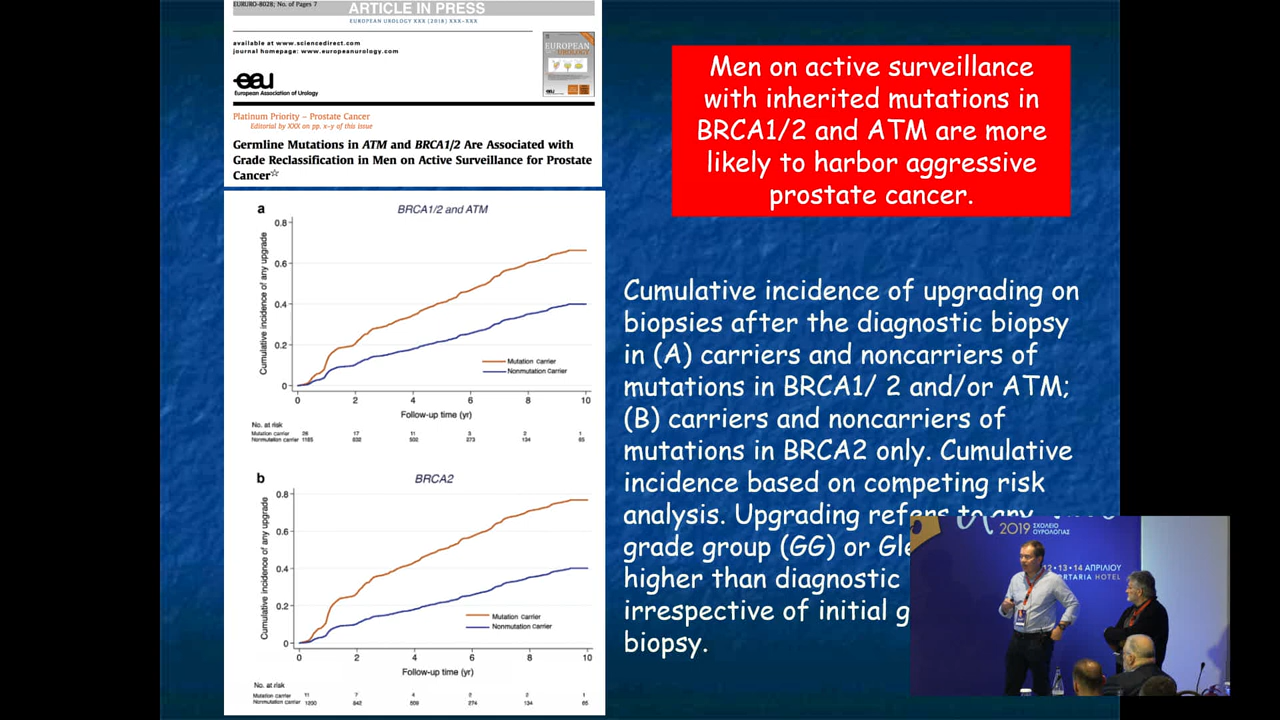 EURURO-8028; No. of Pages 7
ARTICLE IN PRESS
EUROPEAN UROLOGY XXX (2018) XXX–XXX
available at www.sciencedirect.com
journal homepage: www.europeanurology.com
EUROPEAN
UROLOGY
eau
European Association of Urology
Platinum Priority – Prostate Cancer
Editorial by XXX on pp. x–y of this issue
Germline Mutations in ATM and BRCA1/2 Are Associated with
Grade Reclassification in Men on Active Surveillance for Prostate
Cancer☆
Men on active surveillance
with inherited mutations in
BRCA1/2 and ATM are more
likely to harbor aggressive
prostate cancer.
a
BRCA1/2 and ATM
Cumulative incidence of any upgrade
0.8
0.6
0.4
0.2
0
Mutation carrier
Nonmutation carrier
0 2 4 6 8 10
Follow-up time (yr)
No. at risk
Mutation carrier 26 17 11 3 2 1
Nonmutation carrier 1185 832 502 273 134 65
b
BRCA2
Cumulative incidence of any upgrade
0.8
0.6
0.4
0.2
0
Mutation carrier
Nonmutation carrier
0 2 4 6 8 10
Follow-up time (yr)
No. at risk
Mutation carrier 11 7 4 2 1
Nonmutation carrier 1200 842 509 274 134 65
Cumulative incidence of upgrading on
biopsies after the diagnostic biopsy
in (A) carriers and noncarriers of
mutations in BRCA1/ 2 and/or ATM;
(B) carriers and noncarriers of
mutations in BRCA2 only. Cumulative
incidence based on competing risk
analysis. Upgrading refers to any
grade group (GG) or Gle
higher than diagnostic
irrespective of initial g
biopsy.
2019 ΣΧΟΛΕΙΟ
ΟΥΡΟΛΟΓΙΑΣ
12 • 13 • 14 ΑΠΡΙΛΙΟΥ
PORTARIA HOTEL